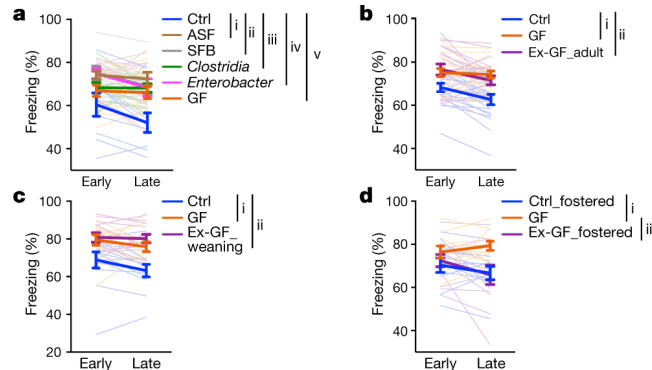 a
100
80
60
40
Freezing (%)
Early Late
Ctrl
ASF
SFB
Clostridia
Enterobacter
GF
i
ii
iii
iv
v
b
100
80
60
40
Freezing (%)
Early Late
Ctrl
GF
Ex-GF_adult
i
ii
c
100
80
60
40
20
Freezing (%)
Early Late
Ctrl
GF
Ex-GF_
weaning
i
ii
d
100
80
60
40
Freezing (%)
Early Late
Ctrl_fostered
GF
Ex-GF_fostered
i
ii